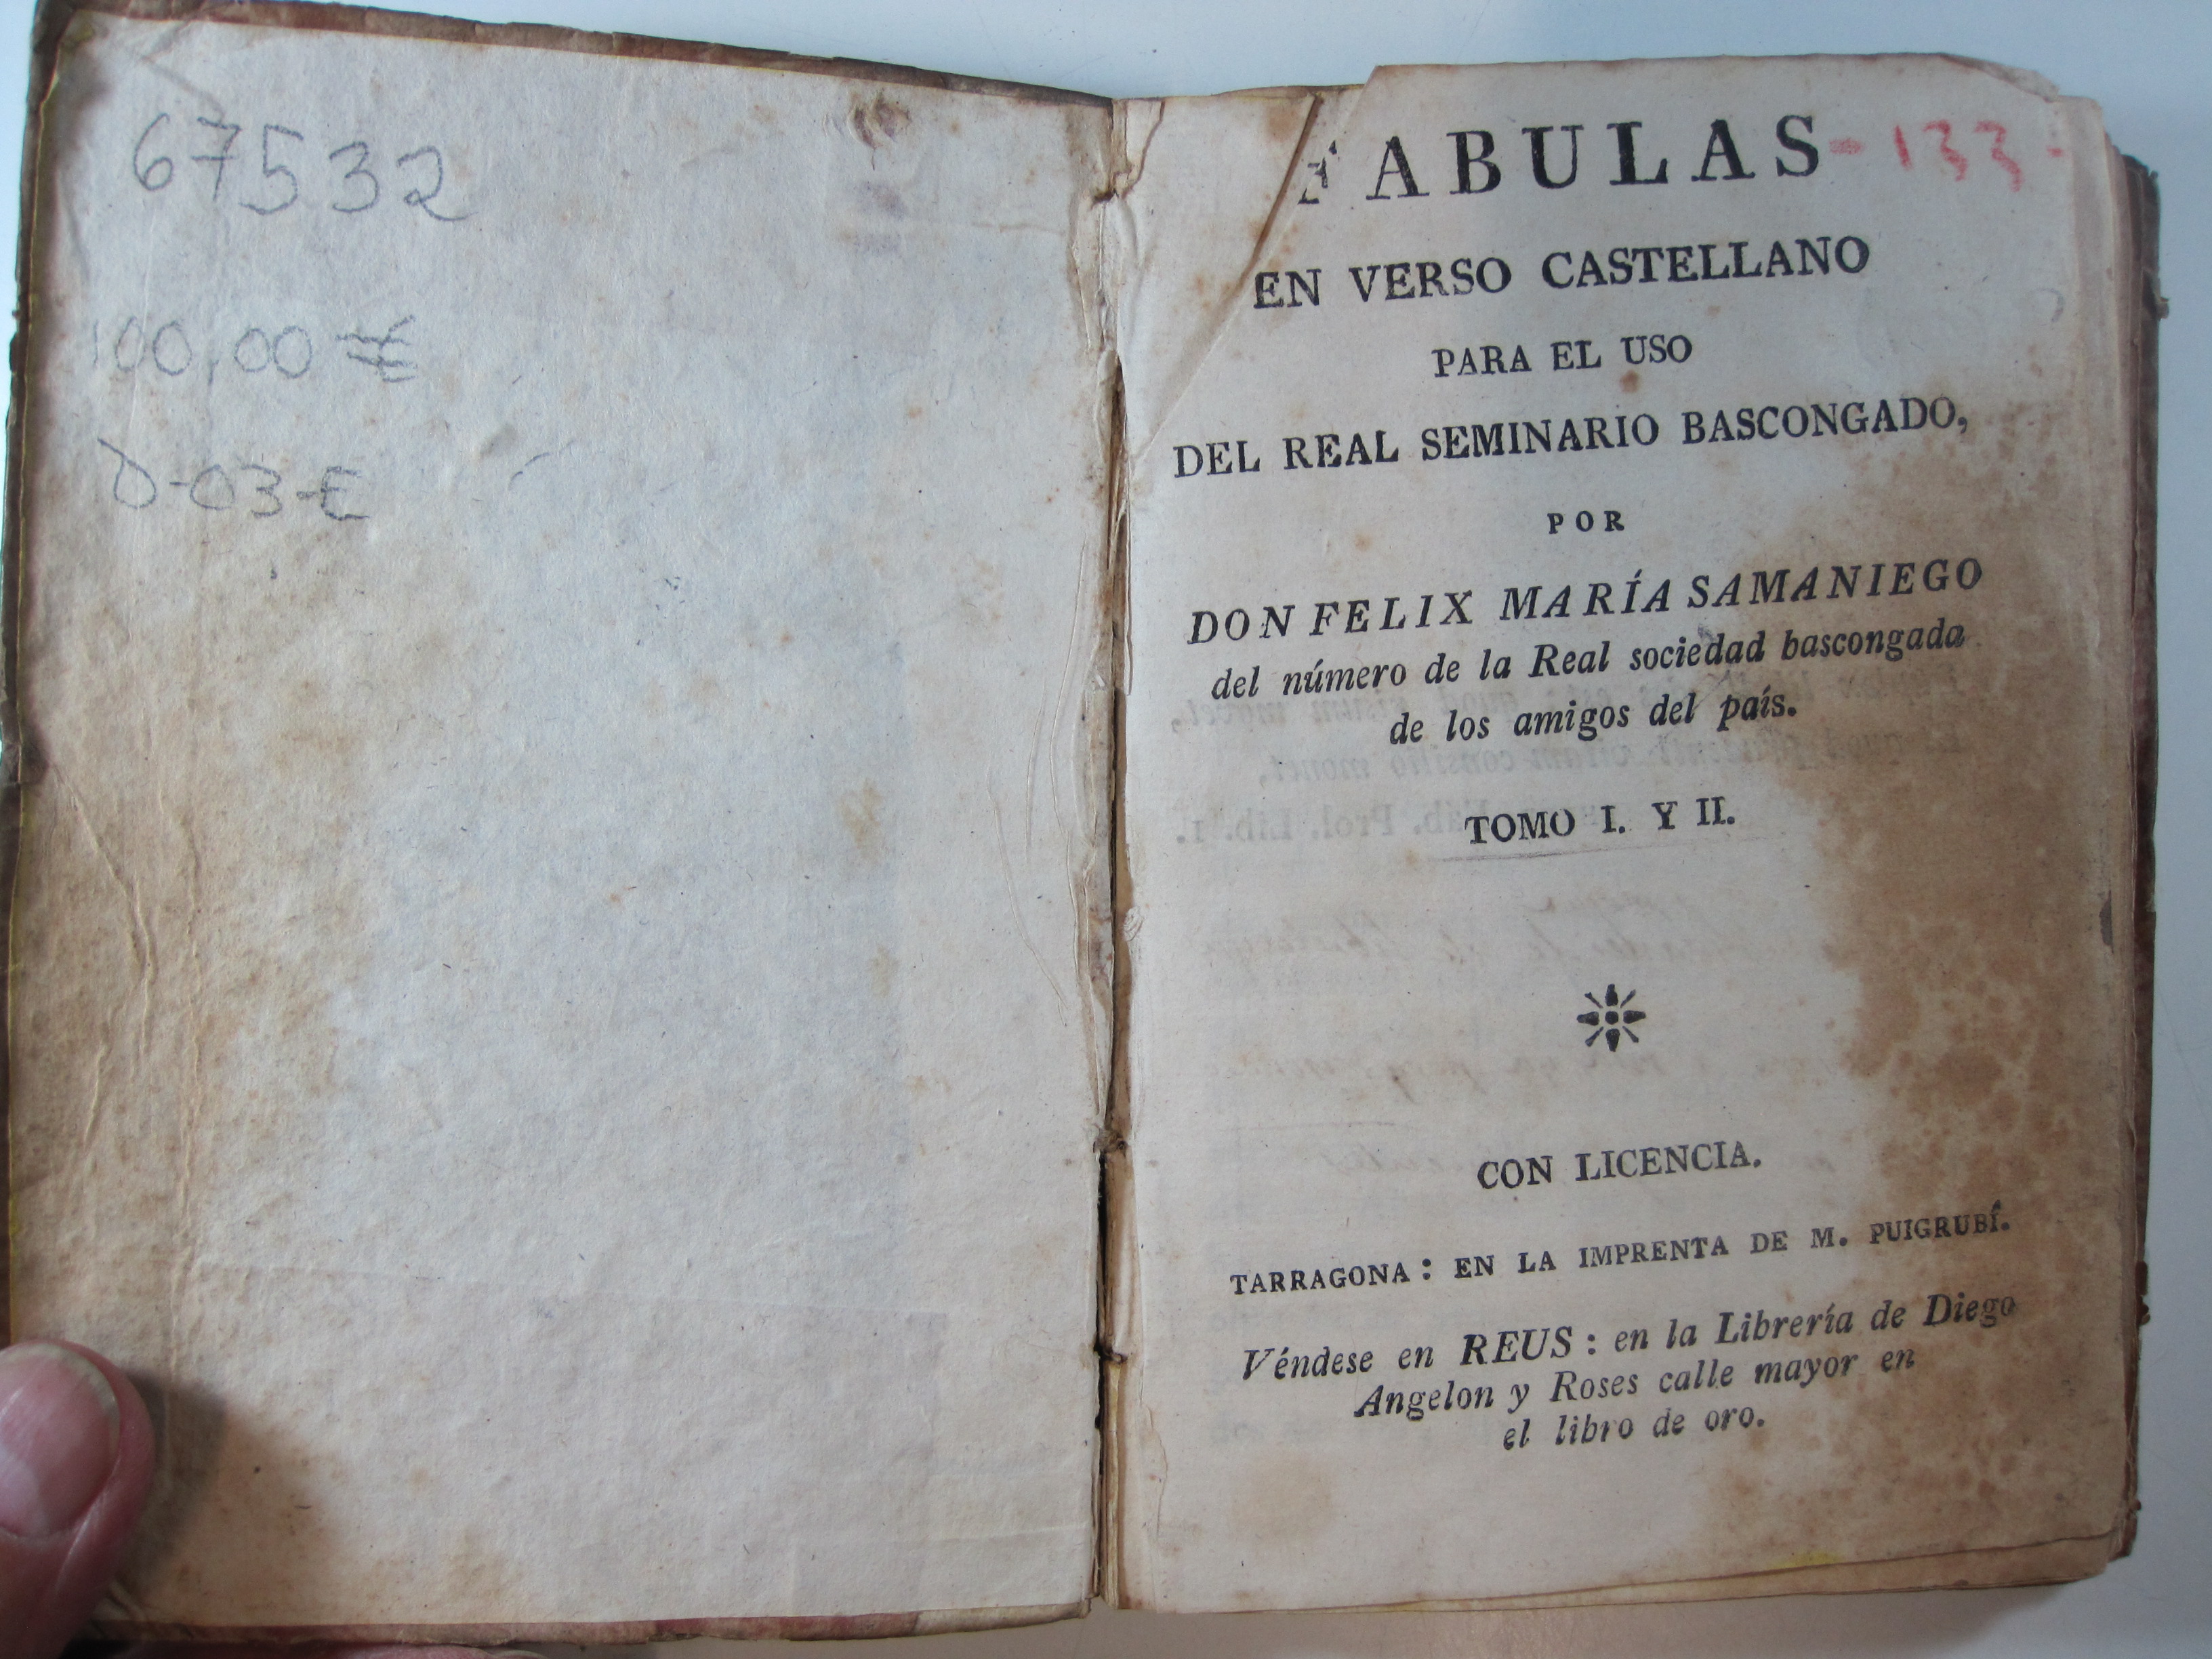 67532
100,00 €
D-03-E
FABULAS
-133-
EN VERSO CASTELLANO
PARA EL USO
DEL REAL SEMINARIO BASCONGADO,
POR
DON FELIX MARÍA SAMANIEGO
del número de la Real sociedad bascongada
de los amigos del país.
TOMO I. Y II.
CON LICENCIA.
TARRAGONA: EN LA IMPRENTA DE M. PUIGRUBÍ.
Véndese en REUS: en la Librería de Diego
Angelon y Roses calle mayor en
el libro de oro.